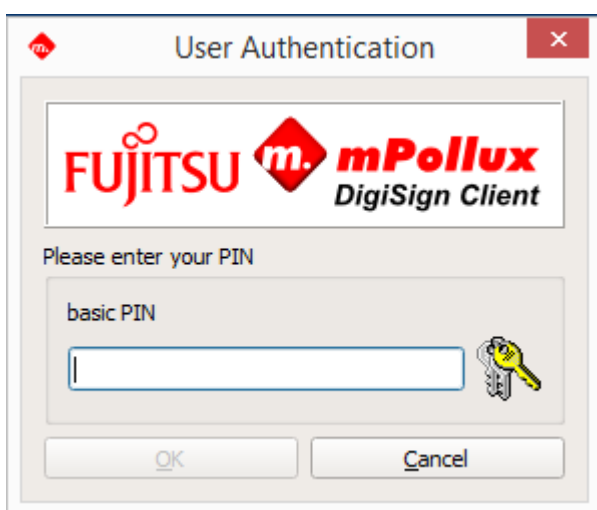 m.
User Authentication
×
FUJITSU
m.
mPollux
DigiSign Client
Please enter your PIN
basic PIN
OK
Cancel